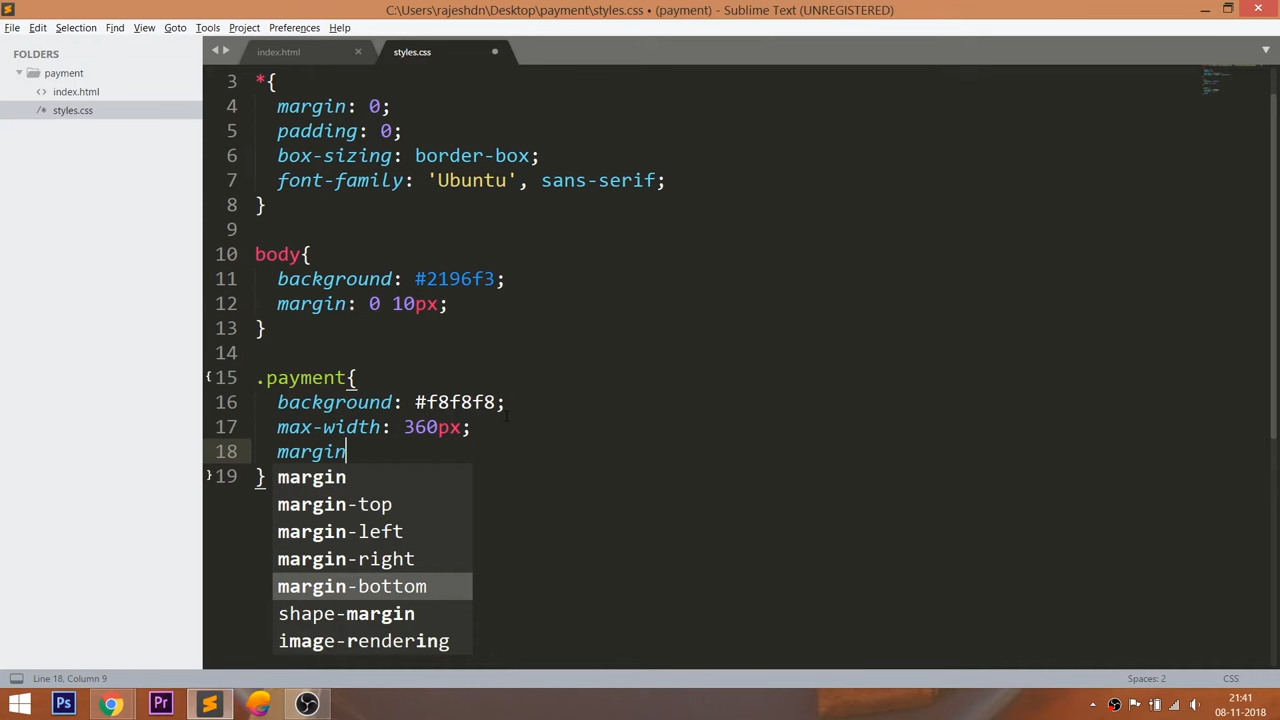 C:\Users\rajeshdn\Desktop\payment\styles.css • (payment) - Sublime Text (UNREGISTERED)
File Edit Selection Find View Goto Tools Project Preferences Help
FOLDERS
payment
index.html
styles.css
index.html
styles.css
3 *{
4 margin: 0;
5 padding: 0;
6 box-sizing: border-box;
7 font-family: 'Ubuntu', sans-serif;
8 }
9
10 body{
11 background: #2196f3;
12 margin: 0 10px;
13 }
14
15 .payment{
16 background: #f8f8f8;
17 max-width: 360px;
18 margin
19 }
margin
margin-top
margin-left
margin-right
margin-bottom
shape-margin
image-rendering
Line 18, Column 9
Spaces: 2
CSS
Ps
Pr
21:41
08-11-2018